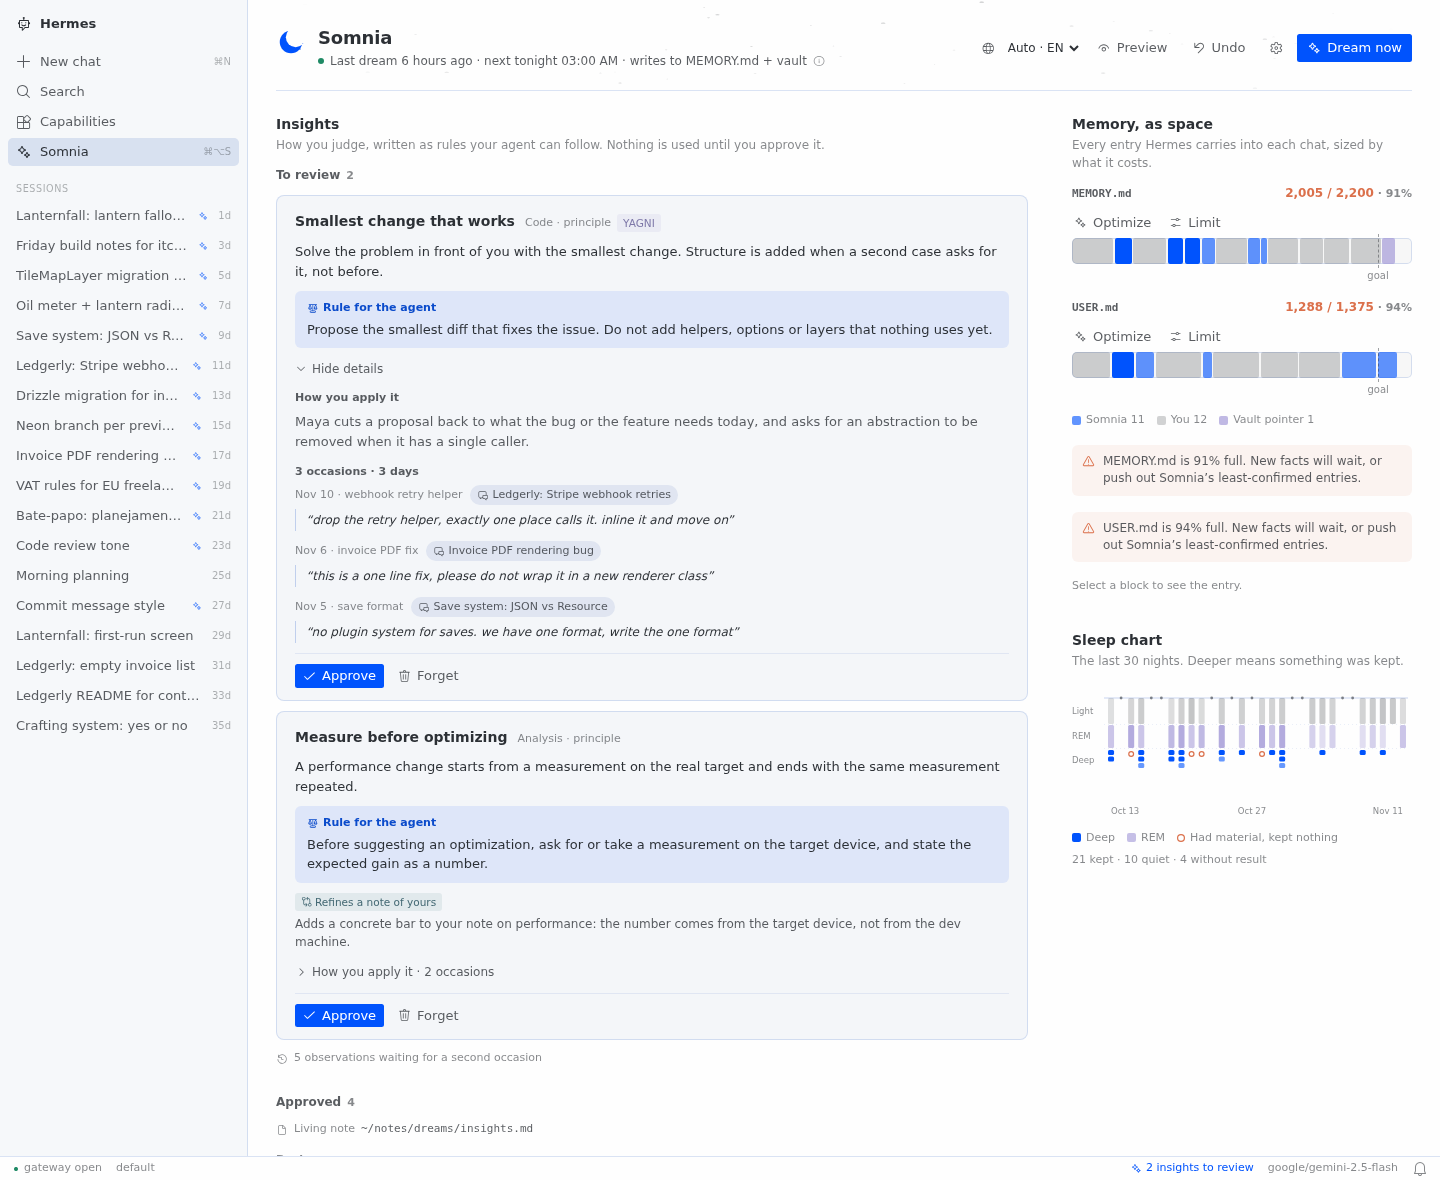 Hermes
New chat ⌘N
Search
Capabilities
Somnia ⌘⌥S
SESSIONS
Lanternfall: lantern fallo... 1d
Friday build notes for itc... 3d
TileMapLayer migration ... 5d
Oil meter + lantern radi... 7d
Save system: JSON vs R... 9d
Ledgerly: Stripe webho... 11d
Drizzle migration for in... 13d
Neon branch per previ... 15d
Invoice PDF rendering ... 17d
VAT rules for EU freela... 19d
Bate-papo: planejamen... 21d
Code review tone 23d
Morning planning 25d
Commit message style 27d
Lanternfall: first-run screen 29d
Ledgerly: empty invoice list 31d
Ledgerly README for cont... 33d
Crafting system: yes or no 35d
Somnia
Last dream 6 hours ago · next tonight 03:00 AM · writes to MEMORY.md + vault
Auto · EN
Preview
Undo
Dream now
Insights
How you judge, written as rules your agent can follow. Nothing is used until you approve it.
To review 2
Smallest change that works Code · principle YAGNI
Solve the problem in front of you with the smallest change. Structure is added when a second case asks for
it, not before.
Rule for the agent
Propose the smallest diff that fixes the issue. Do not add helpers, options or layers that nothing uses yet.
Hide details
How you apply it
Maya cuts a proposal back to what the bug or the feature needs today, and asks for an abstraction to be
removed when it has a single caller.
3 occasions · 3 days
Nov 10 · webhook retry helper Ledgerly: Stripe webhook retries
“drop the retry helper, exactly one place calls it. inline it and move on”
Nov 6 · invoice PDF fix Invoice PDF rendering bug
“this is a one line fix, please do not wrap it in a new renderer class”
Nov 5 · save format Save system: JSON vs Resource
“no plugin system for saves. we have one format, write the one format”
Approve Forget
Measure before optimizing Analysis · principle
A performance change starts from a measurement on the real target and ends with the same measurement
repeated.
Rule for the agent
Before suggesting an optimization, ask for or take a measurement on the target device, and state the
expected gain as a number.
Refines a note of yours
Adds a concrete bar to your note on performance: the number comes from the target device, not from the dev
machine.
How you apply it · 2 occasions
Approve Forget
5 observations waiting for a second occasion
Approved 4
Living note ~/notes/dreams/insights.md
Memory, as space
Every entry Hermes carries into each chat, sized by
what it costs.
MEMORY.md 2,005 / 2,200 · 91%
Optimize Limit
goal
USER.md 1,288 / 1,375 · 94%
Optimize Limit
goal
Somnia 11 You 12 Vault pointer 1
MEMORY.md is 91% full. New facts will wait, or
push out Somnia’s least-confirmed entries.
USER.md is 94% full. New facts will wait, or push
out Somnia’s least-confirmed entries.
Select a block to see the entry.
Sleep chart
The last 30 nights. Deeper means something was kept.
Light
REM
Deep
Oct 13 Oct 27 Nov 11
Deep REM Had material, kept nothing
21 kept · 10 quiet · 4 without result
gateway open default
2 insights to review google/gemini-2.5-flash